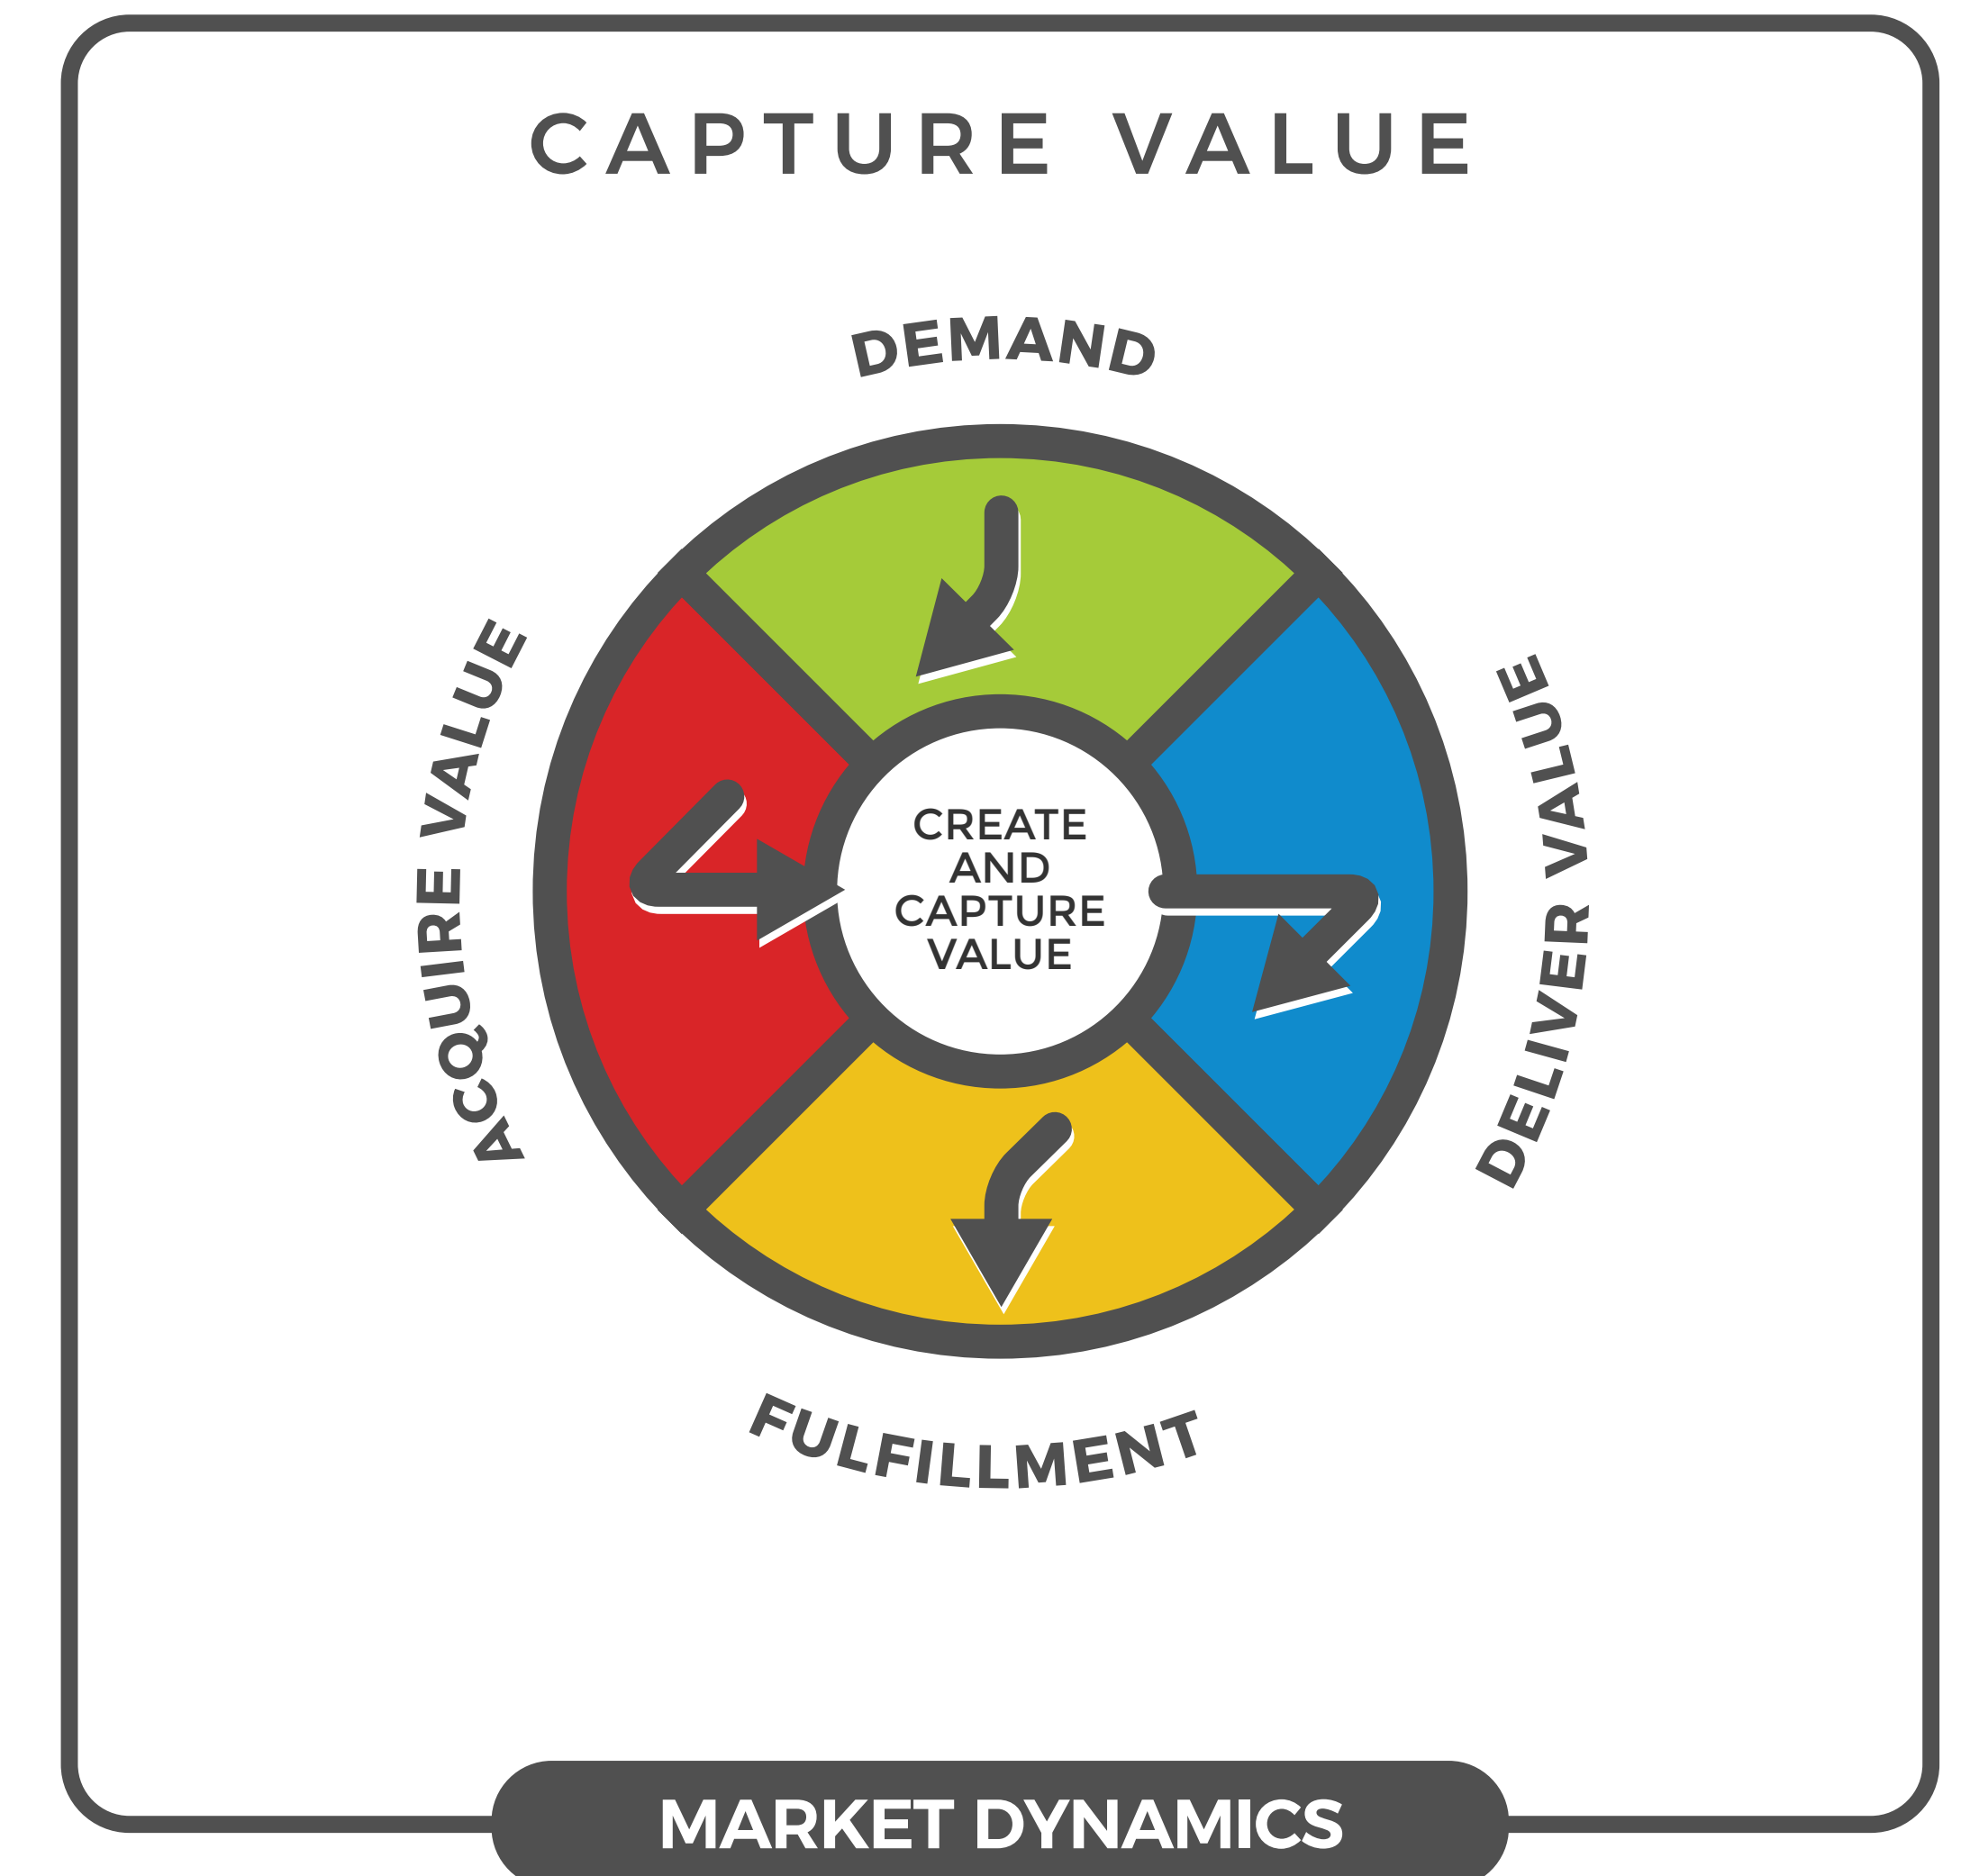 CAPTURE VALUE
DEMAND
ACQUIRE VALUE
CREATE
AND
CAPTURE
VALUE
DELIVER VALUE
FULFILLMENT
MARKET DYNAMICS